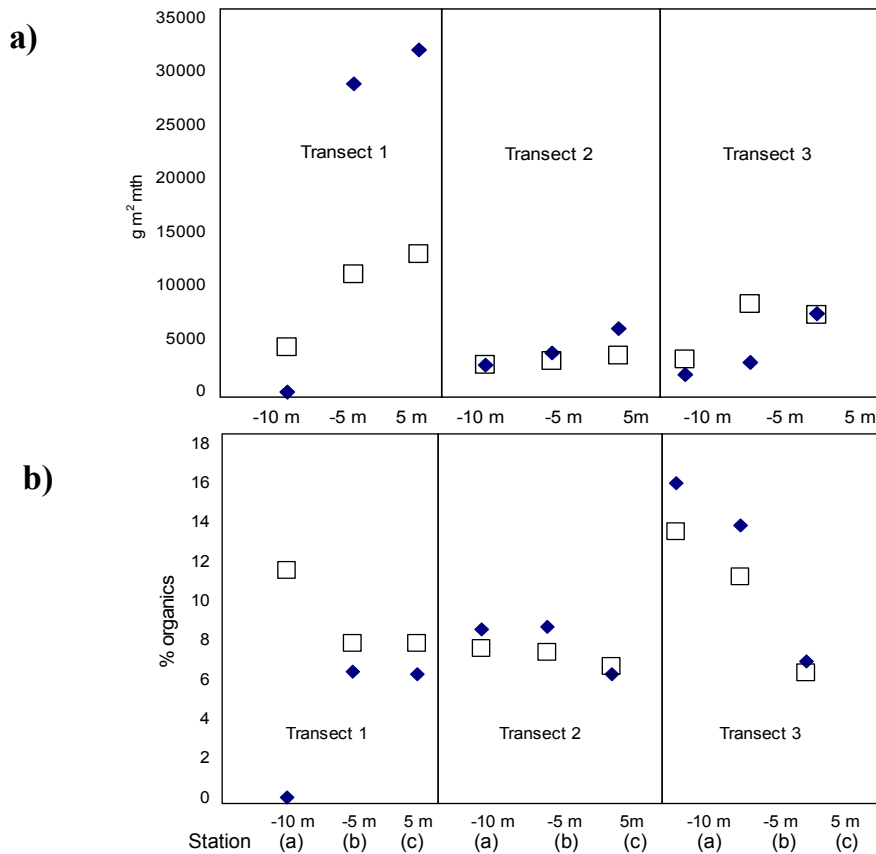 a)
35000
30000
25000
20000
15000
10000
5000
0
g m² mth
Transect 1
Transect 2
Transect 3
-10 m -5 m 5 m -10 m -5 m 5m -10 m -5 m 5 m
b)
18
16
14
12
10
8
6
4
2
0
% organics
Transect 1
Transect 2
Transect 3
-10 m -5 m 5 m -10 m -5 m 5m -10 m -5 m 5 m
Station (a) (b) (c) (a) (b) (c) (a) (b) (c)